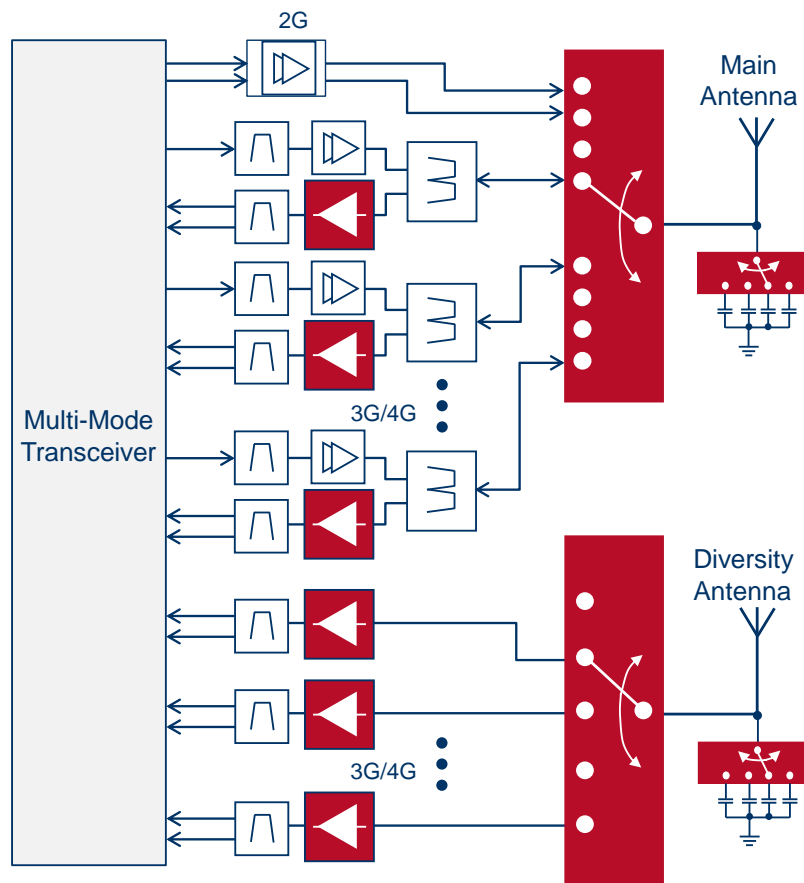 2G
Main
Antenna
3G/4G
Multi-Mode
Transceiver
Diversity
Antenna
3G/4G